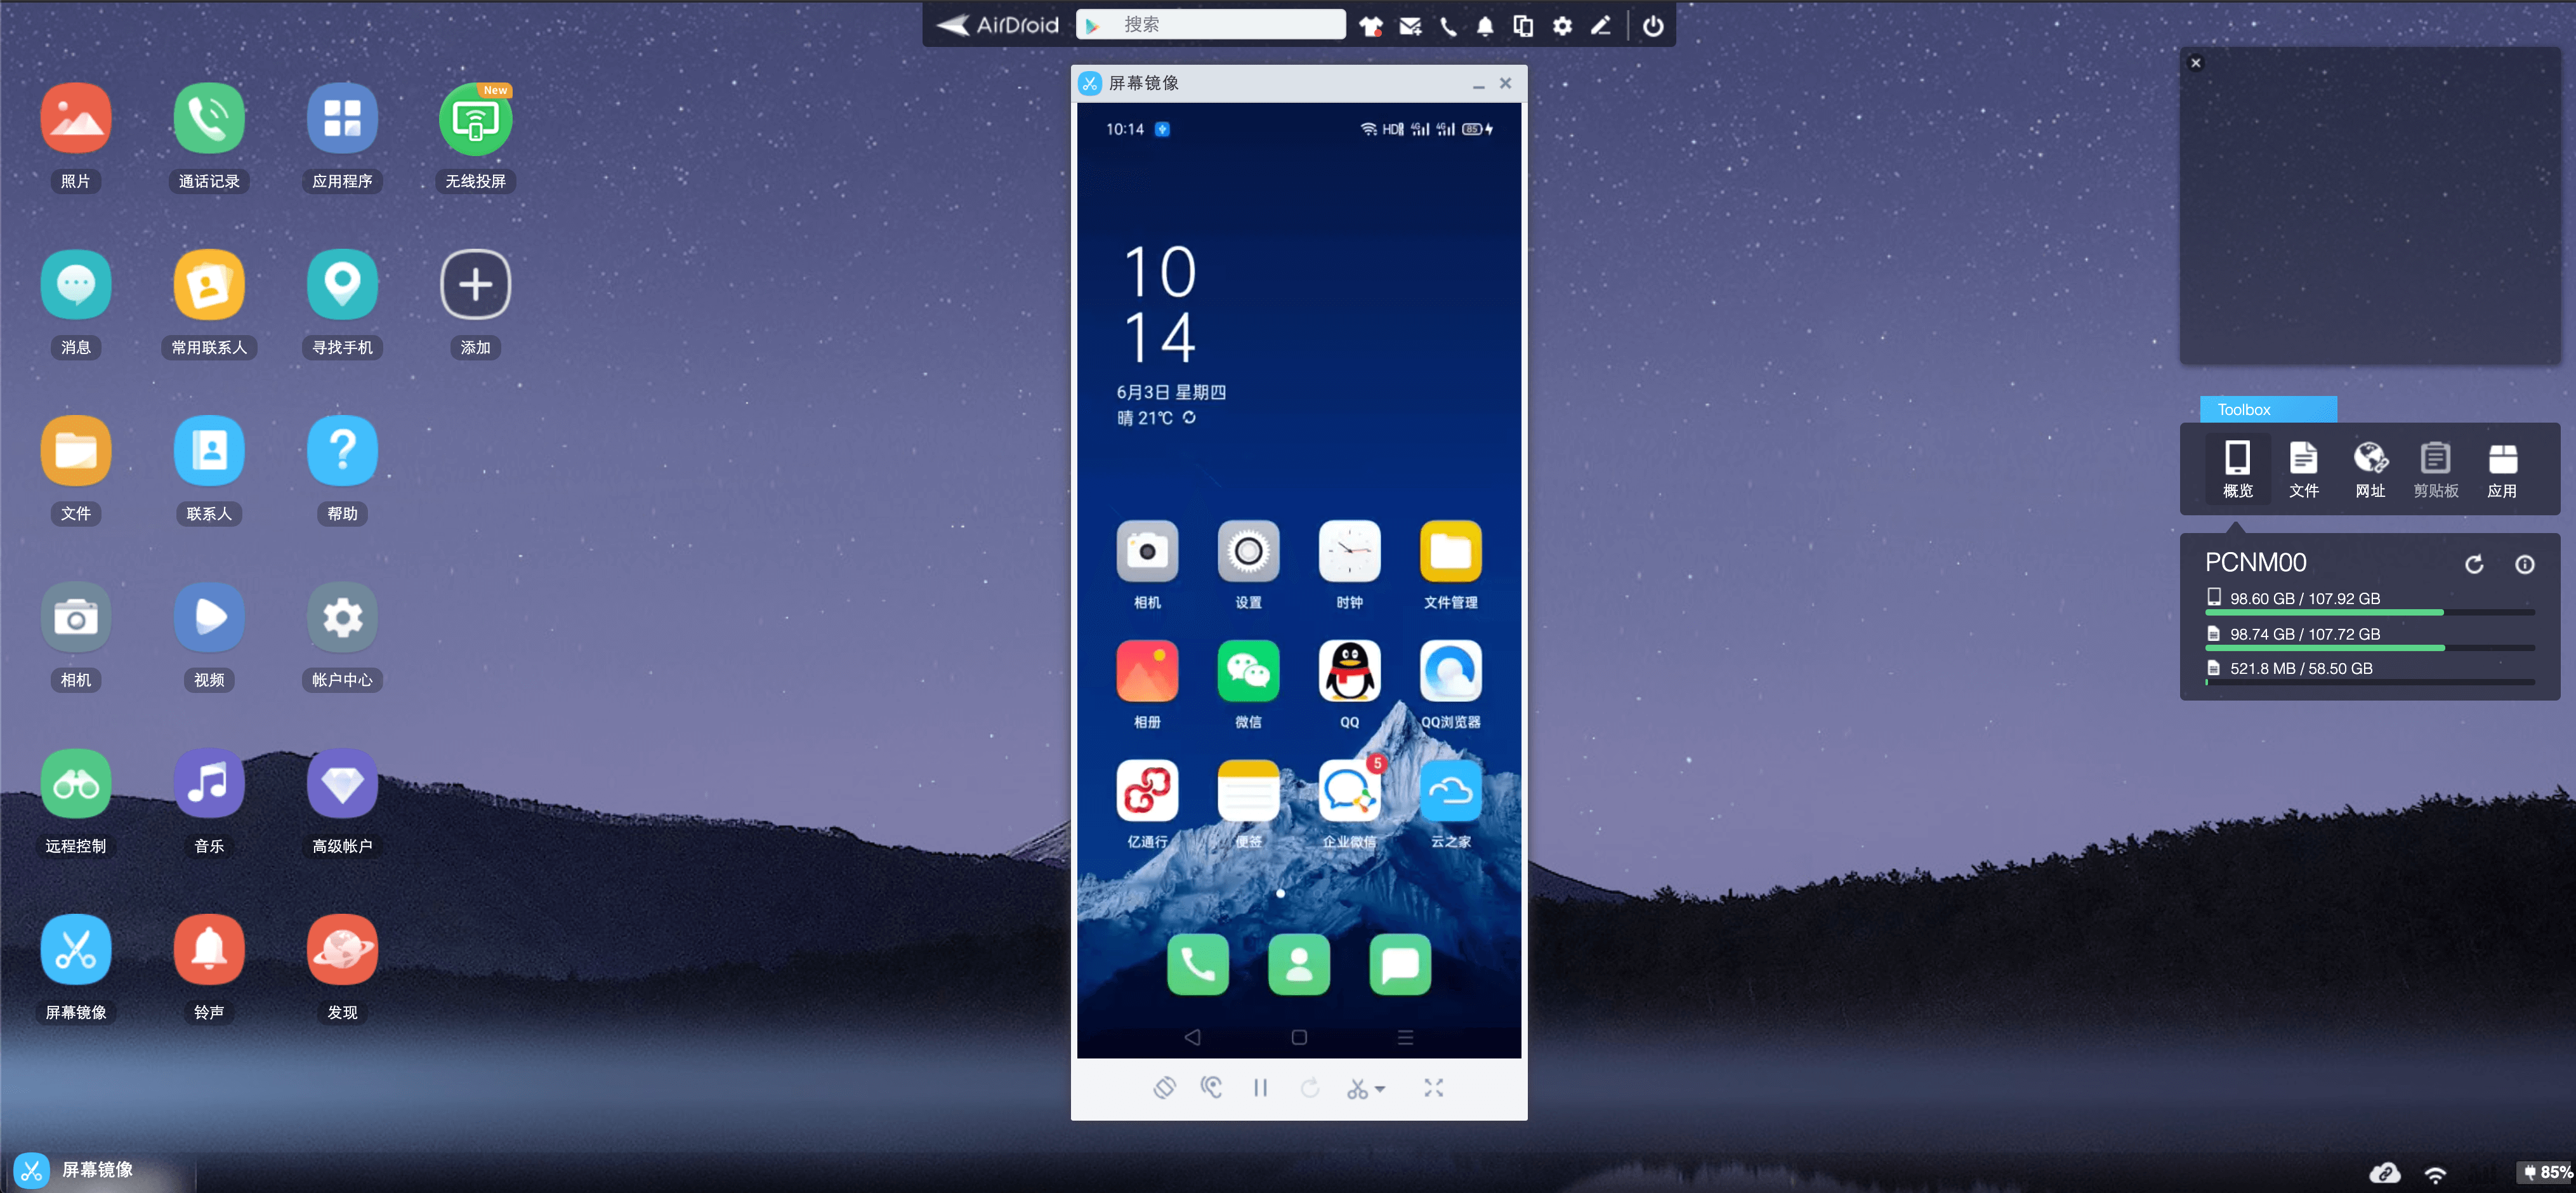 AirDroid 搜索
New
照片 通话记录 应用程序 无线投屏
消息 常用联系人 寻找手机 添加
文件 联系人 帮助
相机 视频 帐户中心
远程控制 音乐 高级帐户
屏幕镜像 铃声 发现
屏幕镜像
10:14 HD 4G 4G 85
10
14
6月3日 星期四
晴 21℃
相机 设置 时钟 文件管理
相册 微信 QQ QQ浏览器
5
亿通行 便签 企业微信 云之家
Toolbox
概览 文件 网址 剪贴板 应用
PCNM00
98.60 GB / 107.92 GB
98.74 GB / 107.72 GB
521.8 MB / 58.50 GB
屏幕镜像
85%